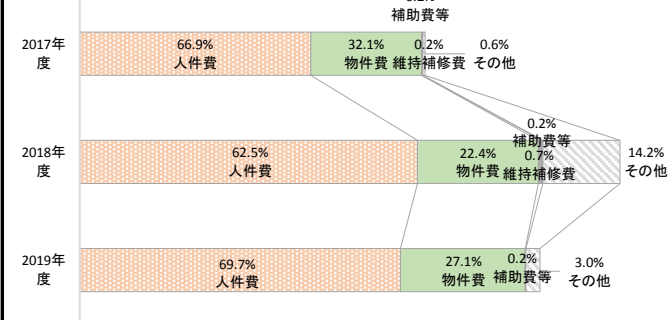 補助費等
2017年度
66.9%
人件費
32.1%
物件費
0.2%
維持補修費
0.6%
その他
2018年度
62.5%
人件費
22.4%
物件費
0.2%
補助費等
0.7%
維持補修費
14.2%
その他
2019年度
69.7%
人件費
27.1%
物件費
0.2%
補助費等
3.0%
その他